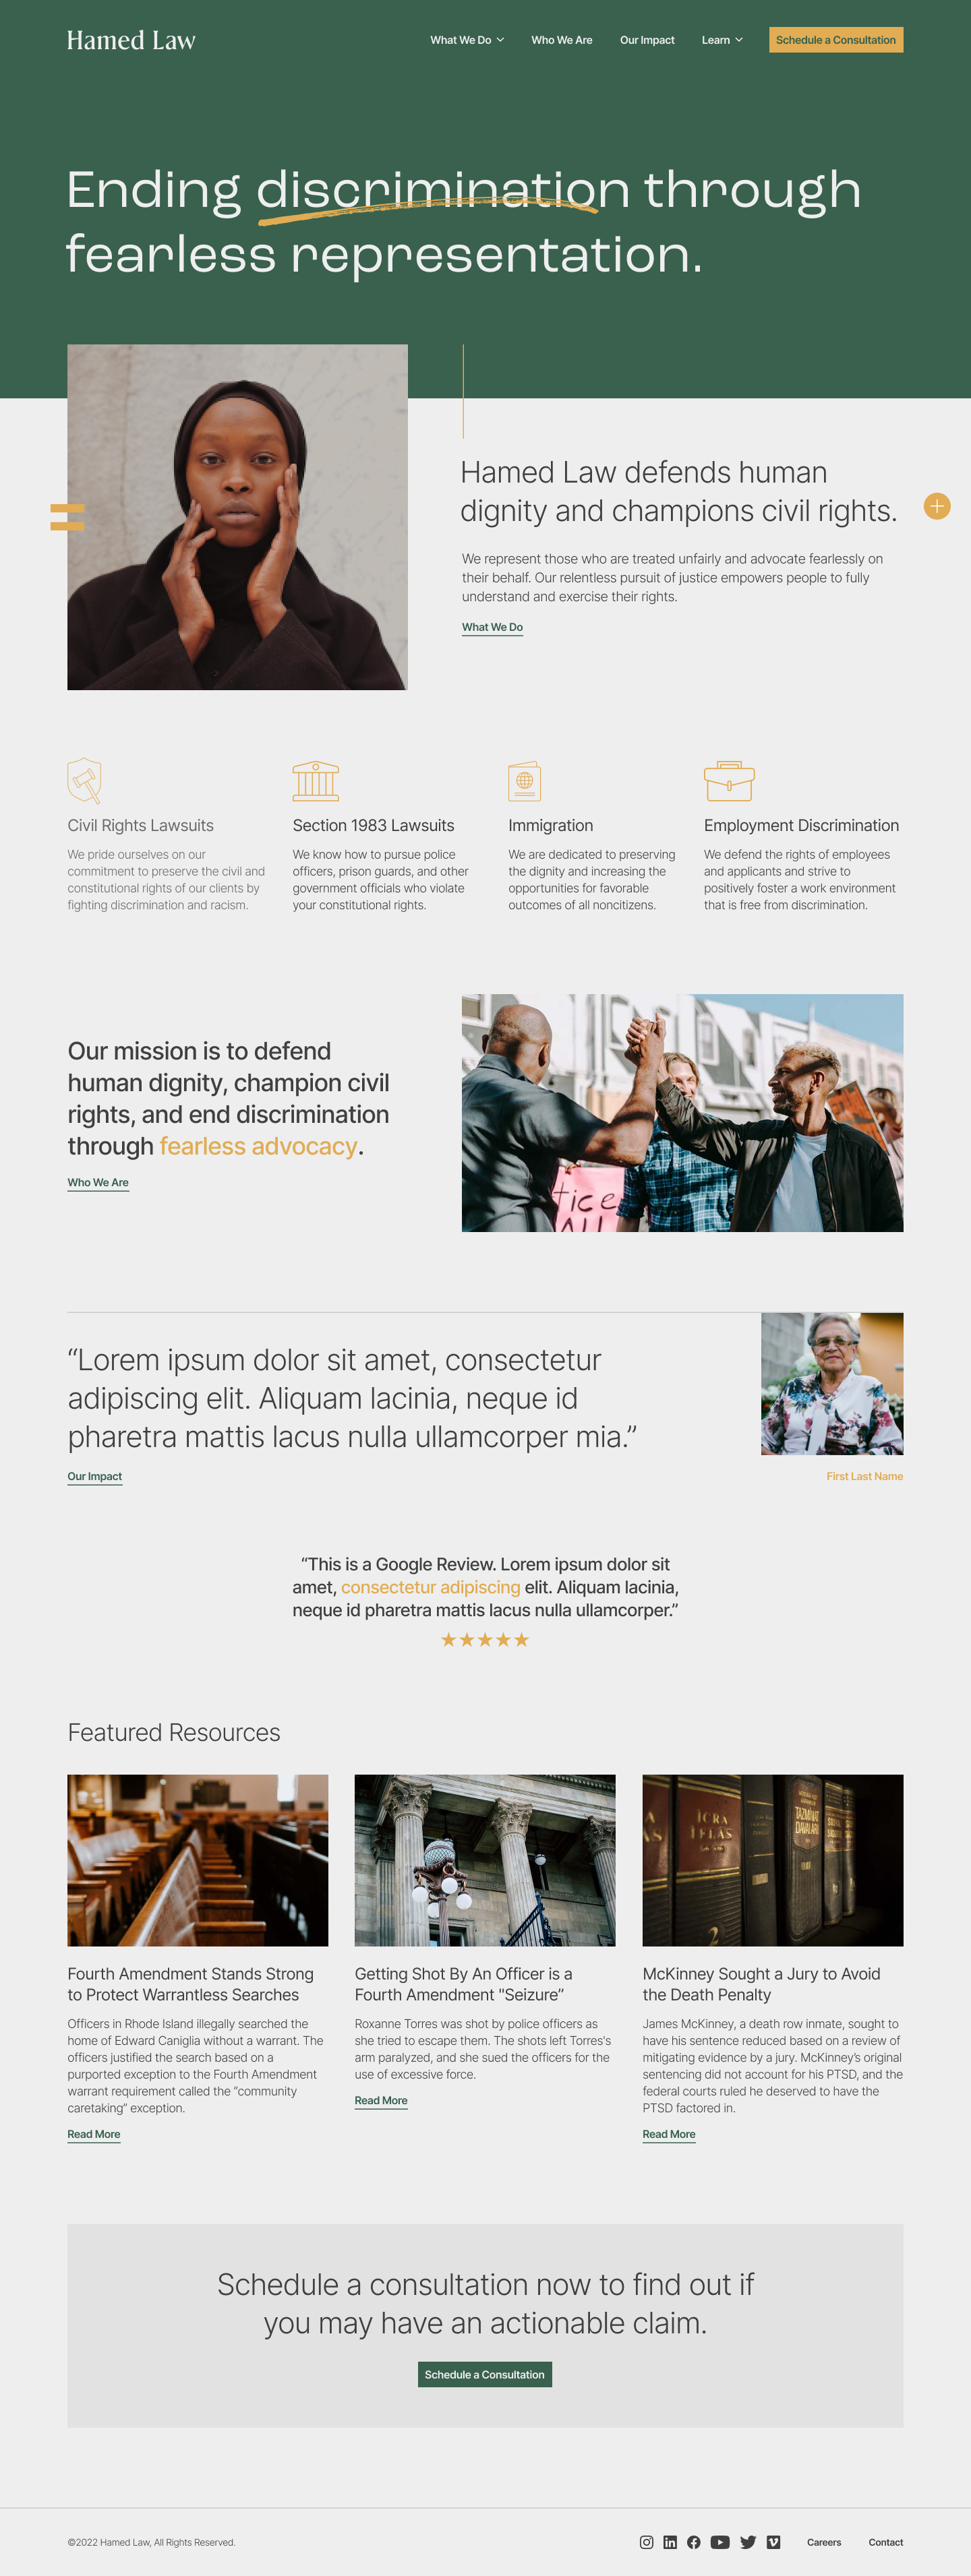 Hamed Law
What We Do
Who We Are
Our Impact
Learn
Schedule a Consultation
Ending discrimination through
fearless representation.
Hamed Law defends human
dignity and champions civil rights.
We represent those who are treated unfairly and advocate fearlessly on
their behalf. Our relentless pursuit of justice empowers people to fully
understand and exercise their rights.
What We Do
Civil Rights Lawsuits
We pride ourselves on our
commitment to preserve the civil and
constitutional rights of our clients by
fighting discrimination and racism.
Section 1983 Lawsuits
We know how to pursue police
officers, prison guards, and other
government officials who violate
your constitutional rights.
Immigration
We are dedicated to preserving
the dignity and increasing the
opportunities for favorable
outcomes of all noncitizens.
Employment Discrimination
We defend the rights of employees
and applicants and strive to
positively foster a work environment
that is free from discrimination.
Our mission is to defend
human dignity, champion civil
rights, and end discrimination
through fearless advocacy.
Who We Are
tice
ALL
“Lorem ipsum dolor sit amet, consectetur
adipiscing elit. Aliquam lacinia, neque id
pharetra mattis lacus nulla ullamcorper mia.”
Our Impact
First Last Name
“This is a Google Review. Lorem ipsum dolor sit
amet, consectetur adipiscing elit. Aliquam lacinia,
neque id pharetra mattis lacus nulla ullamcorper.”
Featured Resources
İCRA
İFLAS
2
TAZMİNAT
DAVALARI
Fourth Amendment Stands Strong
to Protect Warrantless Searches
Officers in Rhode Island illegally searched the
home of Edward Caniglia without a warrant. The
officers justified the search based on a
purported exception to the Fourth Amendment
warrant requirement called the “community
caretaking” exception.
Read More
Getting Shot By An Officer is a
Fourth Amendment "Seizure”
Roxanne Torres was shot by police officers as
she tried to escape them. The shots left Torres's
arm paralyzed, and she sued the officers for the
use of excessive force.
Read More
McKinney Sought a Jury to Avoid
the Death Penalty
James McKinney, a death row inmate, sought to
have his sentence reduced based on a review of
mitigating evidence by a jury. McKinney’s original
sentencing did not account for his PTSD, and the
federal courts ruled he deserved to have the
PTSD factored in.
Read More
Schedule a consultation now to find out if
you may have an actionable claim.
Schedule a Consultation
©2022 Hamed Law, All Rights Reserved.
Careers
Contact